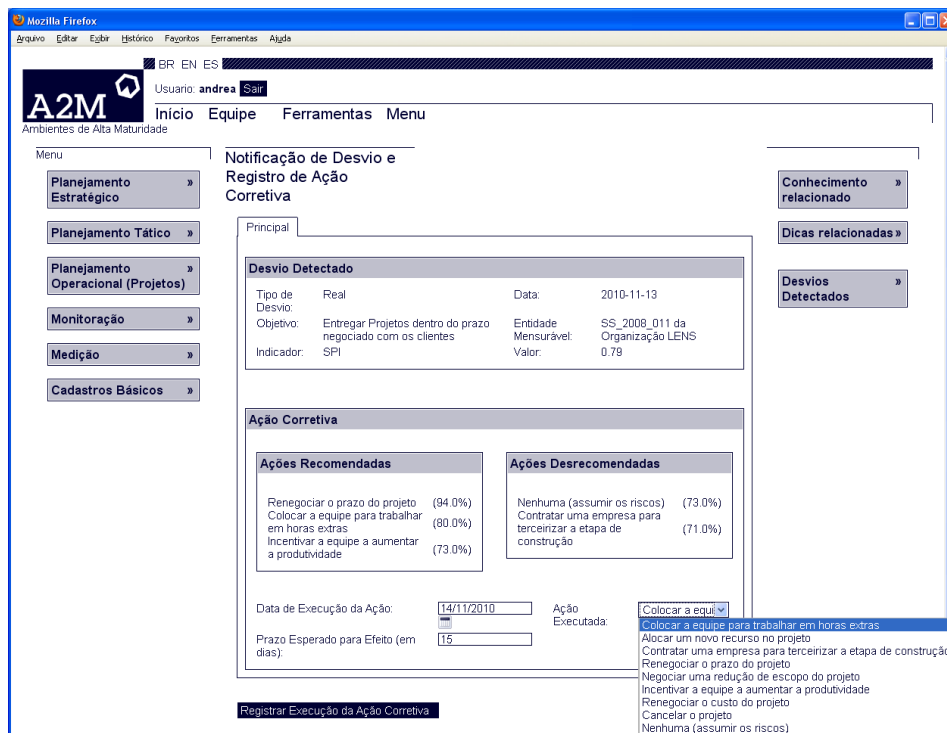 Mozilla Firefox
Arquivo Editar Exibir Histórico Favoritos Ferramentas Ajuda
BR EN ES
Usuario: andrea Sair
A2M
Início Equipe Ferramentas Menu
Ambientes de Alta Maturidade
Menu
Planejamento »
Estratégico
Planejamento Tático »
Planejamento »
Operacional (Projetos)
Monitoração »
Medição »
Cadastros Básicos »
Notificação de Desvio e
Registro de Ação
Corretiva
Principal
Desvio Detectado
Tipo de Real Data: 2010-11-13
Desvio:
Objetivo: Entregar Projetos dentro do prazo Entidade SS_2008_011 da
negociado com os clientes Mensurável: Organização LENS
Indicador: SPI Valor: 0.79
Ação Corretiva
Ações Recomendadas
Renegociar o prazo do projeto (94.0%)
Colocar a equipe para trabalhar
em horas extras (80.0%)
Incentivar a equipe a aumentar
a produtividade (73.0%)
Ações Desrecomendadas
Nenhuma (assumir os riscos) (73.0%)
Contratar uma empresa para
terceirizar a etapa de (71.0%)
construção
Data de Execução da Ação: 14/11/2010 Ação Colocar a equi
Executada:
Prazo Esperado para Efeito (em 15
dias):
Colocar a equipe para trabalhar em horas extras
Alocar um novo recurso no projeto
Contratar uma empresa para terceirizar a etapa de construção
Renegociar o prazo do projeto
Negociar uma redução de escopo do projeto
Incentivar a equipe a aumentar a produtividade
Renegociar o custo do projeto
Cancelar o projeto
Nenhuma (assumir os riscos)
Registrar Execução da Ação Corretiva
Conhecimento »
relacionado
Dicas relacionadas »
Desvios »
Detectados